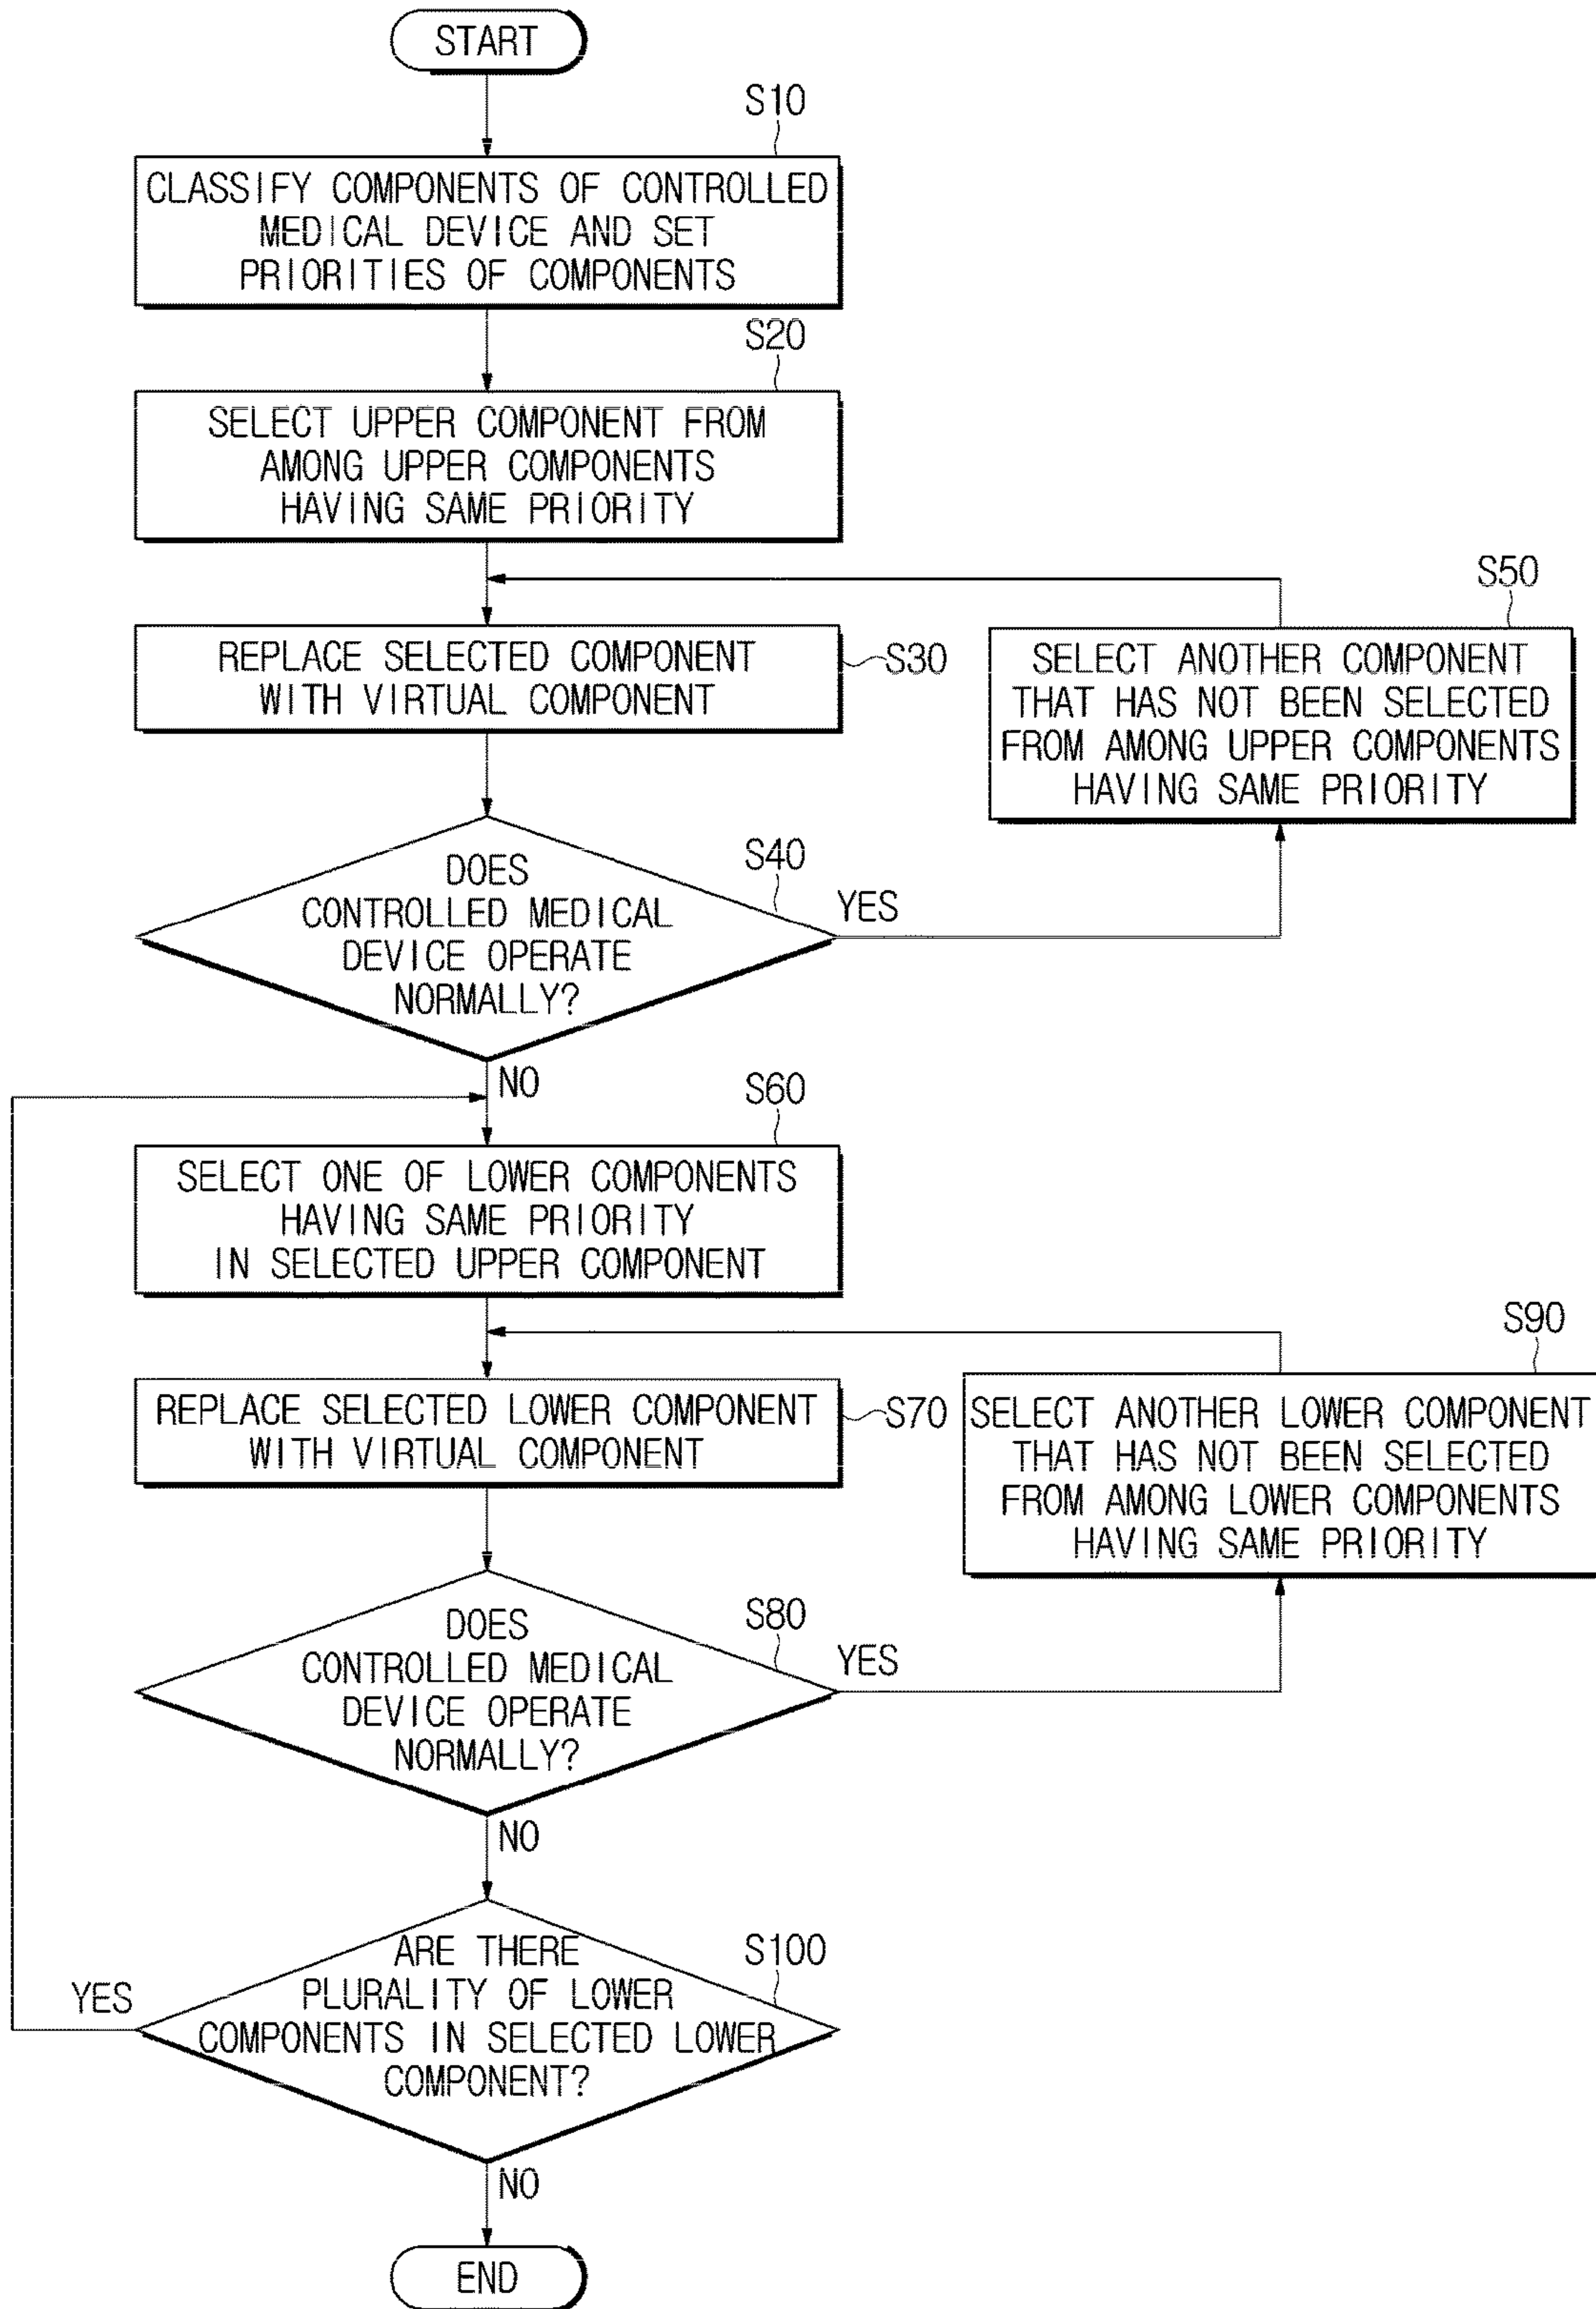 START
S10
CLASSIFY COMPONENTS OF CONTROLLED
MEDICAL DEVICE AND SET
PRIORITIES OF COMPONENTS
S20
SELECT UPPER COMPONENT FROM
AMONG UPPER COMPONENTS
HAVING SAME PRIORITY
REPLACE SELECTED COMPONENT
WITH VIRTUAL COMPONENT
S30
S50
SELECT ANOTHER COMPONENT
THAT HAS NOT BEEN SELECTED
FROM AMONG UPPER COMPONENTS
HAVING SAME PRIORITY
S40
DOES
CONTROLLED MEDICAL
DEVICE OPERATE
NORMALLY?
YES
NO
S60
SELECT ONE OF LOWER COMPONENTS
HAVING SAME PRIORITY
IN SELECTED UPPER COMPONENT
REPLACE SELECTED LOWER COMPONENT
WITH VIRTUAL COMPONENT
S70
S90
SELECT ANOTHER LOWER COMPONENT
THAT HAS NOT BEEN SELECTED
FROM AMONG LOWER COMPONENTS
HAVING SAME PRIORITY
S80
DOES
CONTROLLED MEDICAL
DEVICE OPERATE
NORMALLY?
YES
NO
S100
ARE THERE
PLURALITY OF LOWER
COMPONENTS IN SELECTED LOWER
COMPONENT?
YES
NO
END